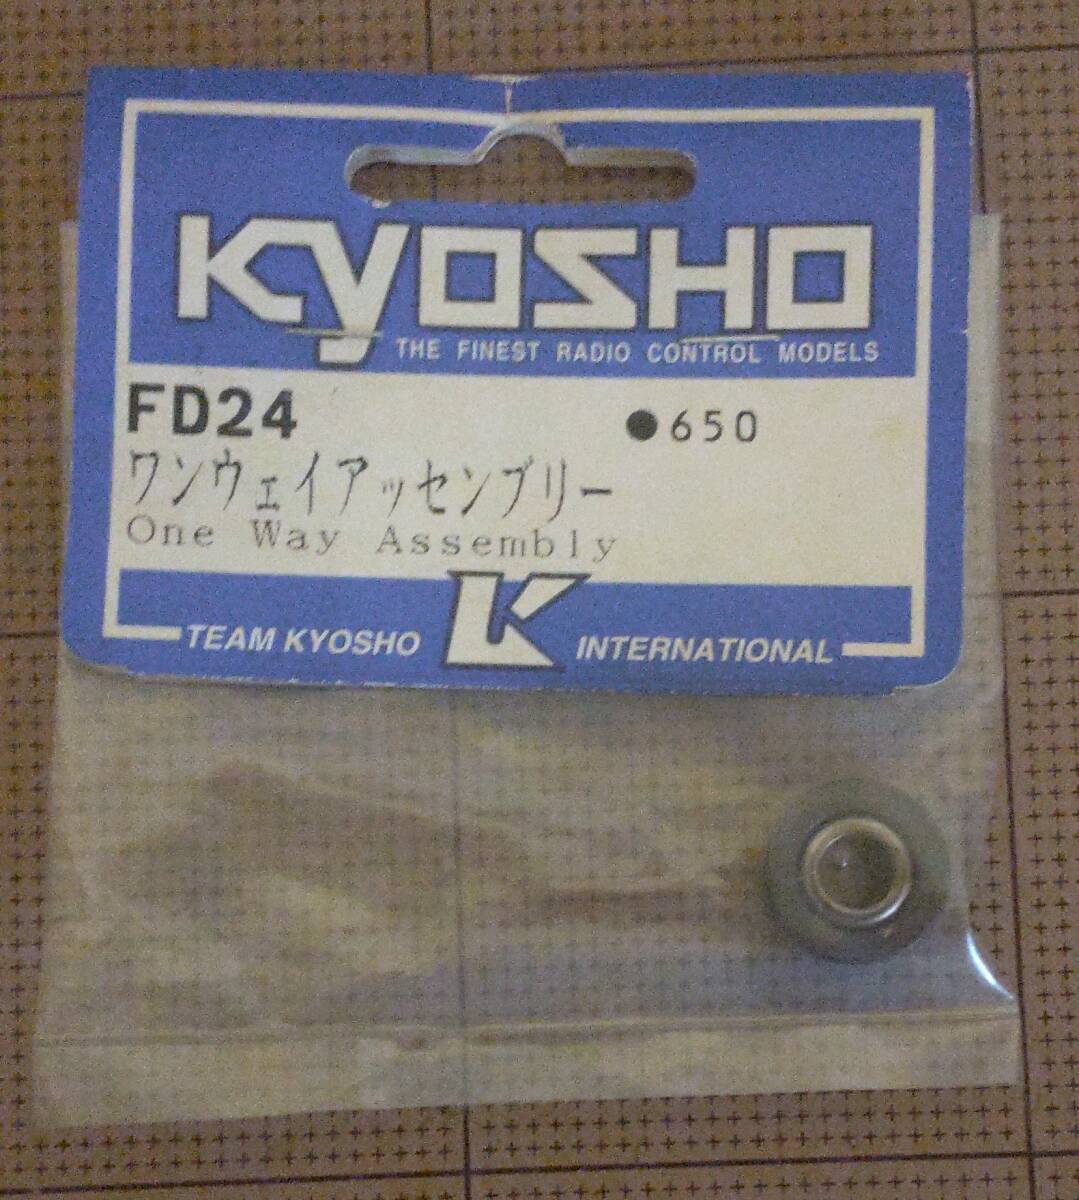 KYOSHO
THE FINEST RADIO CONTROL MODELS
FD24 ●650
ワンウェイアッセンブリー
One Way Assembly
TEAM KYOSHO K INTERNATIONAL